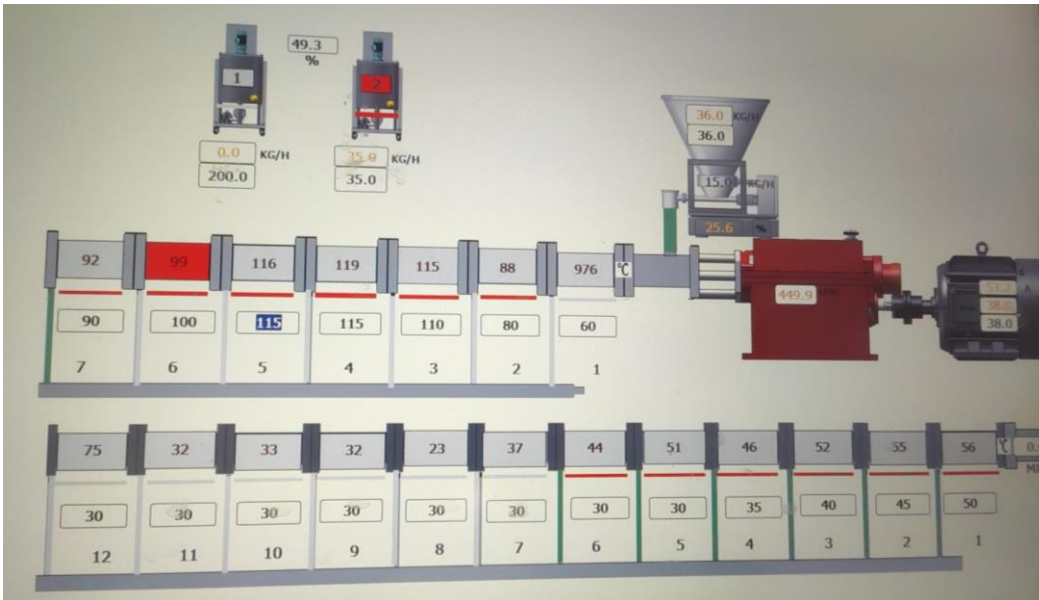 49.3
%
1
2
0.0 KG/H
200.0
35.0 KG/H
35.0
36.0 KG/H
36.0
15.0 KG/H
25.6 %
92 99 116 119 115 88 976 °C
90 100 115 115 110 80 60
7 6 5 4 3 2 1
449.9
38.0
75 32 33 32 23 37 44 51 46 52 55 56 °C
30 30 30 30 30 30 30 30 35 40 45 50
12 11 10 9 8 7 6 5 4 3 2 1